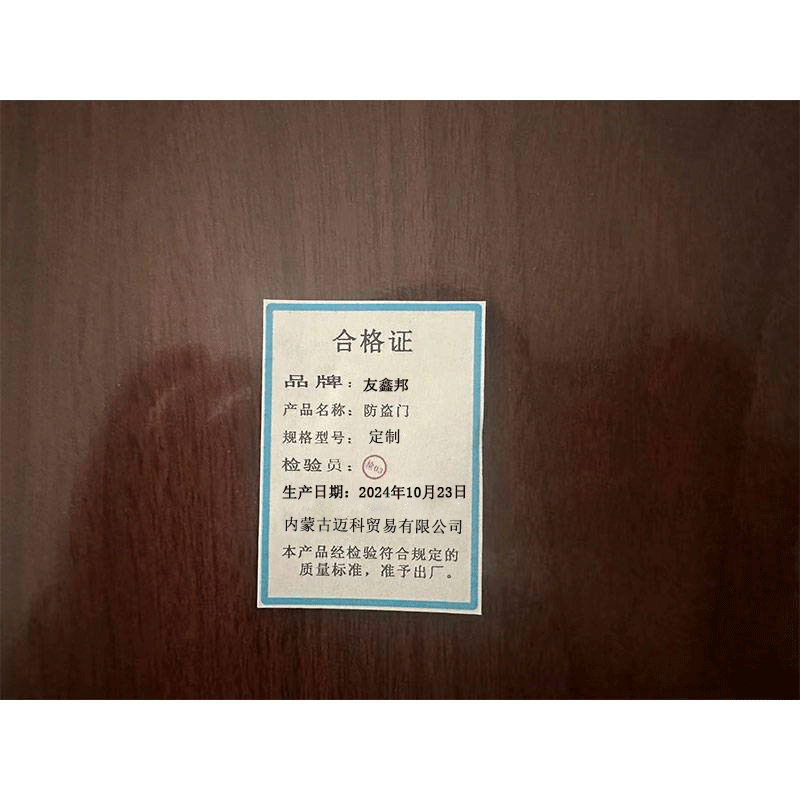 合格证
品牌：友鑫邦
产品名称：防盗门
规格型号：定制
检验员：检03
生产日期：2024年10月23日
内蒙古迈科贸易有限公司
本产品经检验符合规定的
质量标准，准予出厂。